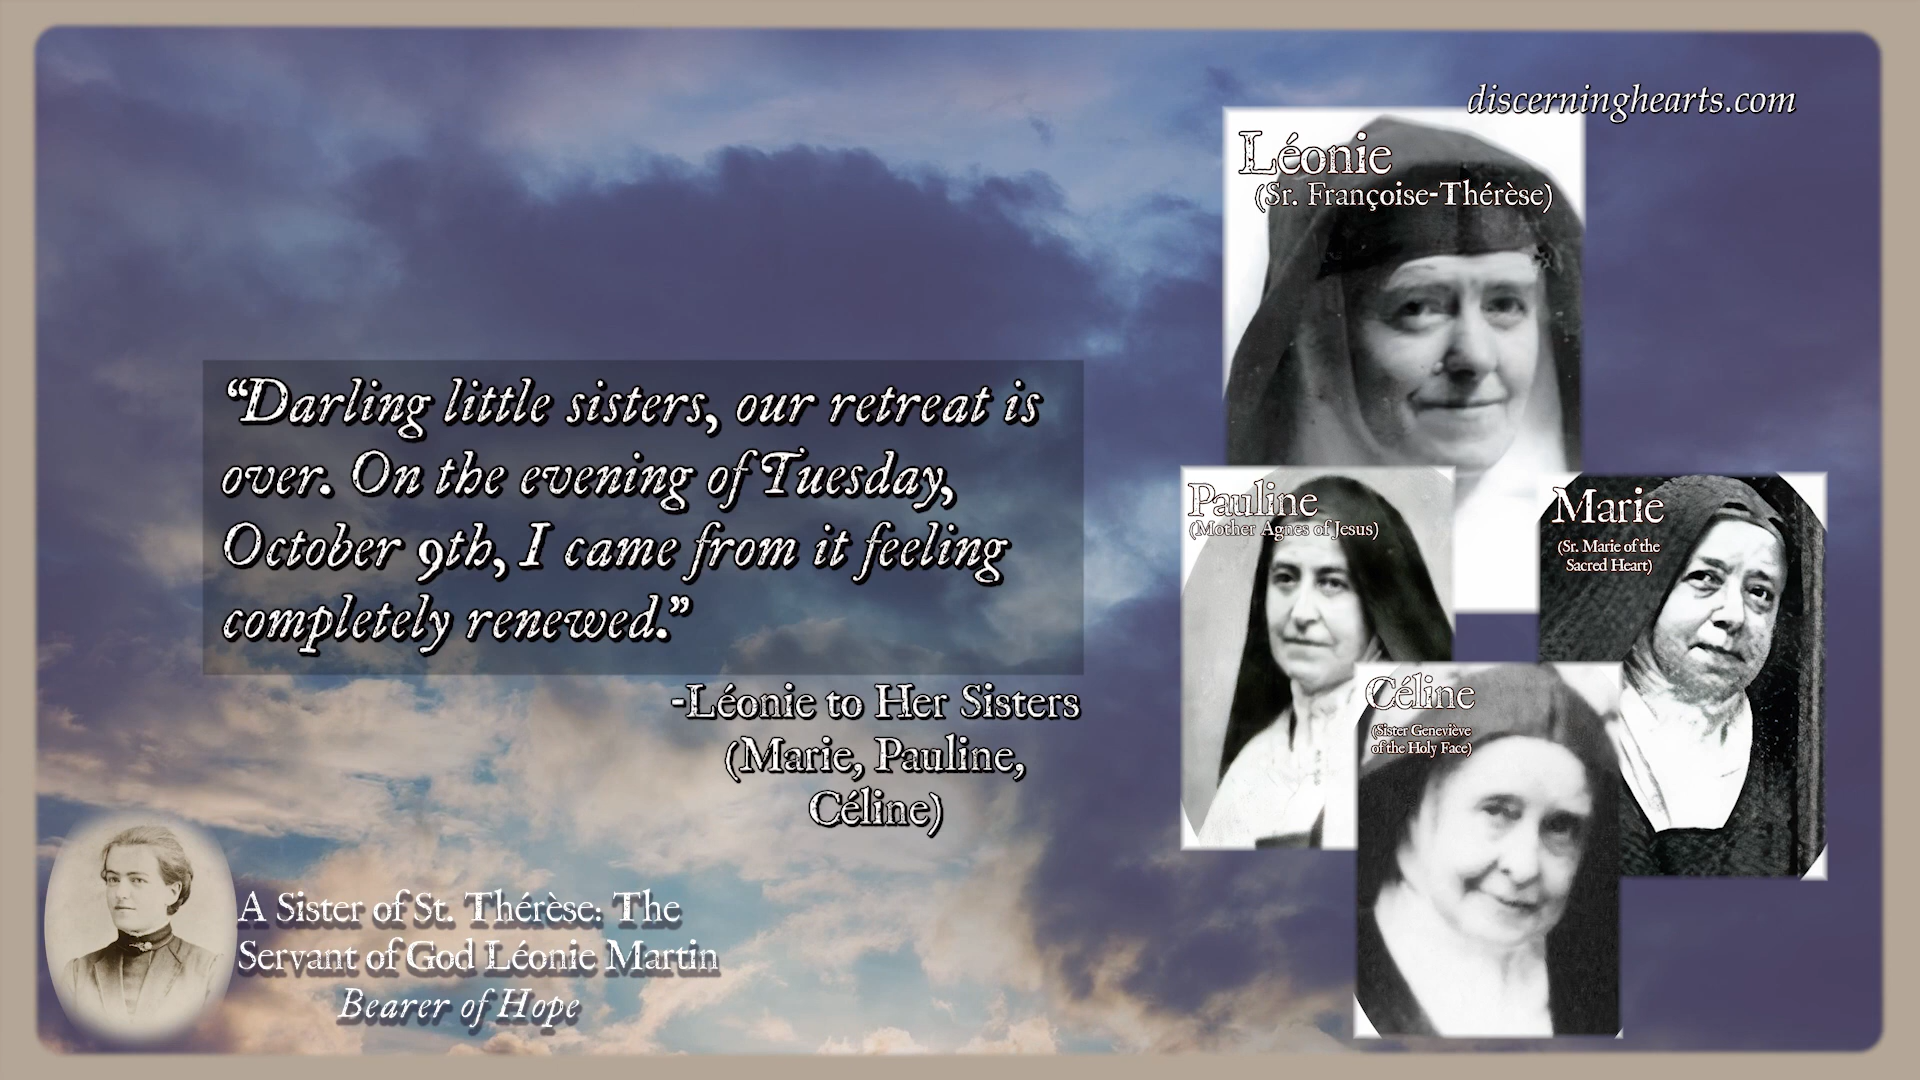 discerninghearts.com
Léonie
(Sr. Françoise-Thérèse)
“Darling little sisters, our retreat is
over. On the evening of Tuesday,
October 9th, I came from it feeling
completely renewed.”
-Léonie to Her Sisters
(Marie, Pauline,
Céline)
Pauline
(Mother Agnes of Jesus)
Marie
(Sr. Marie of the
Sacred Heart)
Céline
(Sister Geneviève
of the Holy Face)
A Sister of St. Thérèse: The
Servant of God Léonie Martin
Bearer of Hope